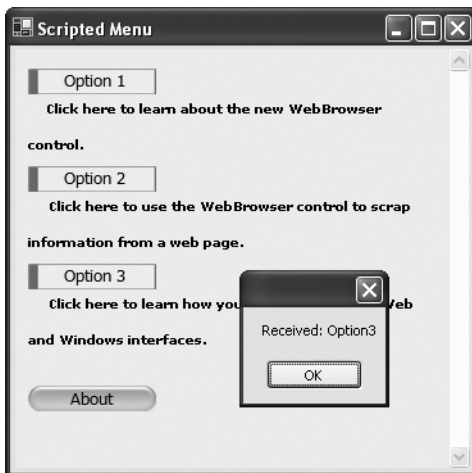 Scripted Menu
Option 1
Click here to learn about the new WebBrowser
control.
Option 2
Click here to use the WebBrowser control to scrap
information from a web page.
Option 3
Click here to learn how you
and Windows interfaces.
Received: Option3
OK
About